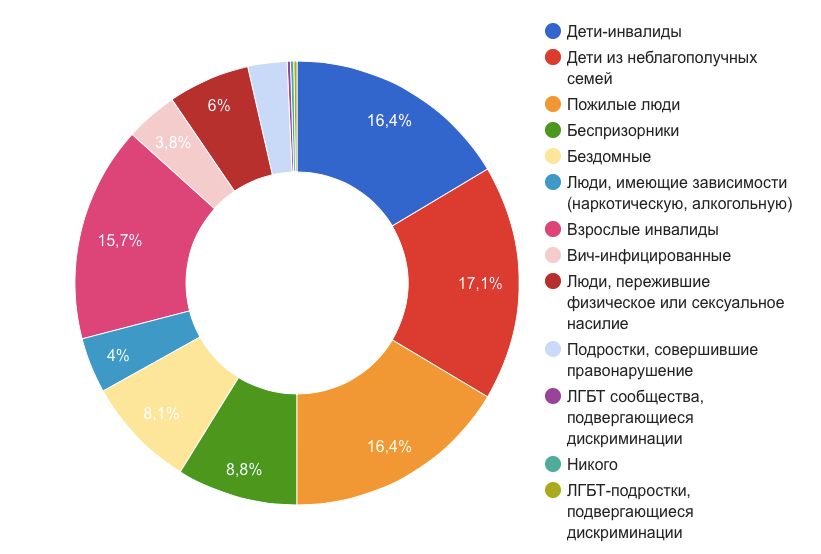 16,4%
17,1%
16,4%
8,8%
8,1%
4%
15,7%
3,8%
6%
Дети-инвалиды
Дети из неблагополучных
семей
Пожилые люди
Беспризорники
Бездомные
Люди, имеющие зависимости
(наркотическую, алкогольную)
Взрослые инвалиды
Вич-инфицированные
Люди, пережившие
физическое или сексуальное
насилие
Подростки, совершившие
правонарушение
ЛГБТ сообщества,
подвергающиеся
дискриминации
Никого
ЛГБТ-подростки,
подвергающиеся
дискриминации